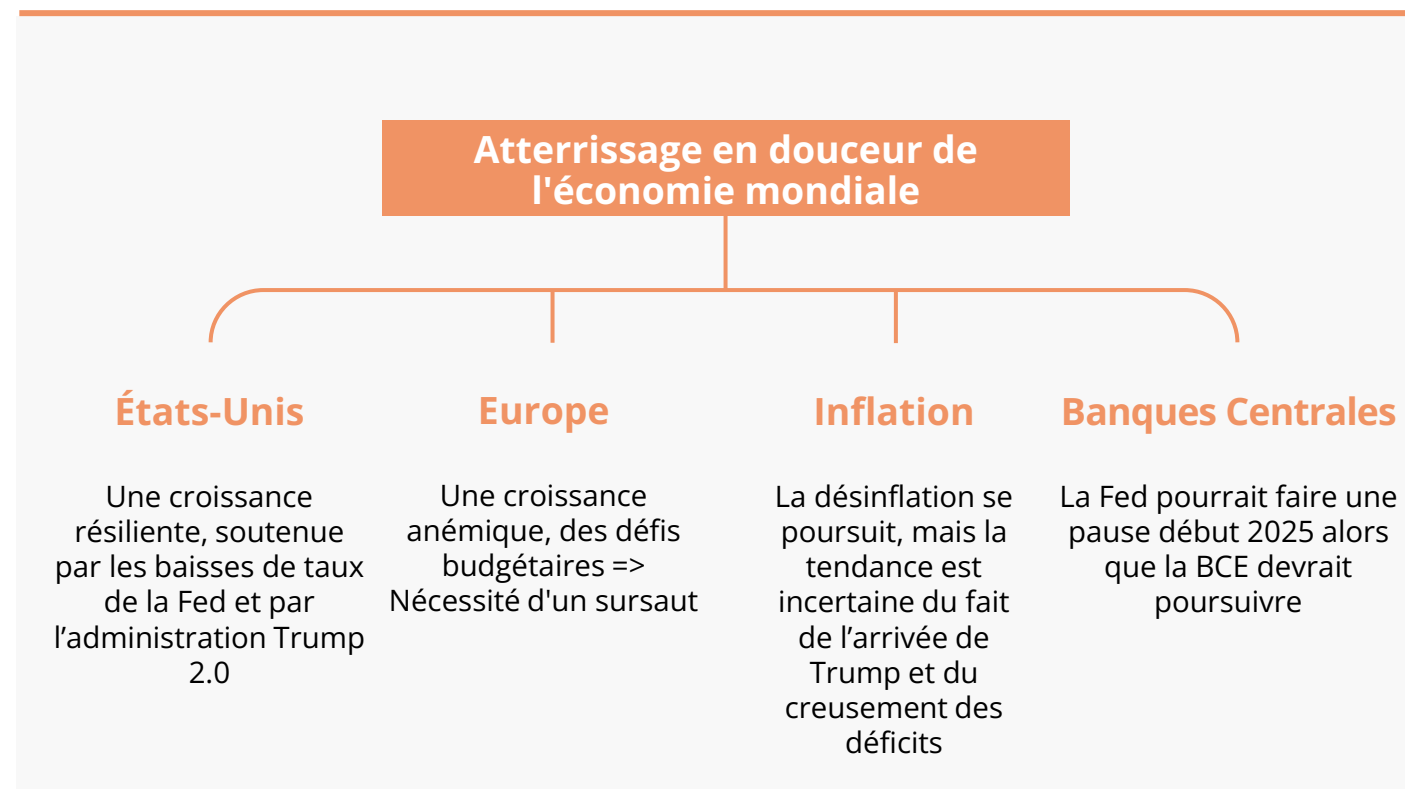 Atterrissage en douceur de
l'économie mondiale
États-Unis
Une croissance
résiliente, soutenue
par les baisses de taux
de la Fed et par
l’administration Trump
2.0
Europe
Une croissance
anémique, des défis
budgétaires =>
Nécessité d'un sursaut
Inflation
La désinflation se
poursuit, mais la
tendance est
incertaine du fait
de l’arrivée de
Trump et du
creusement des
déficits
Banques Centrales
La Fed pourrait faire une
pause début 2025 alors
que la BCE devrait
poursuivre